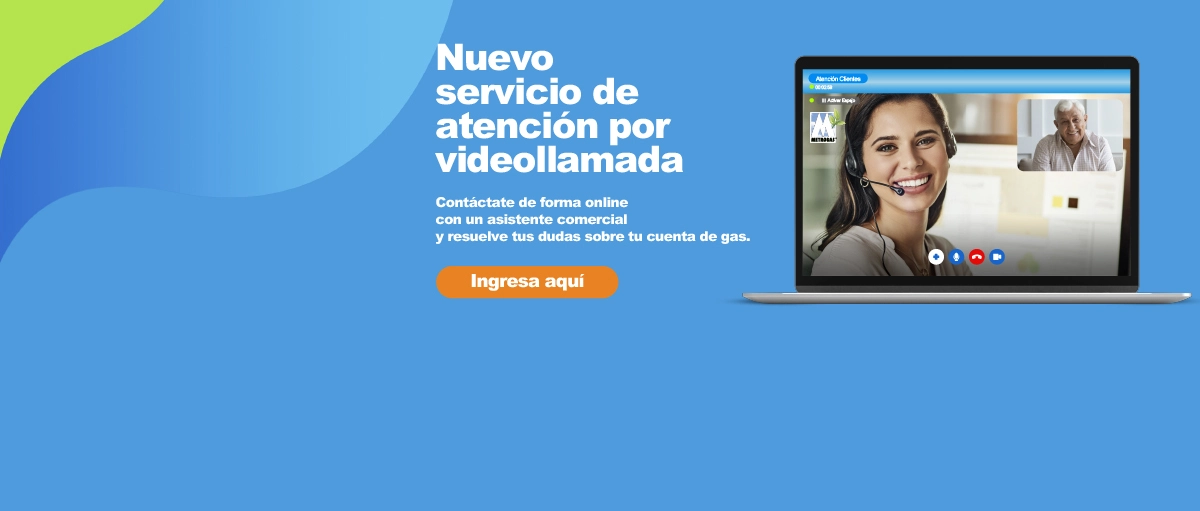 Nuevo
servicio de
atención por
videollamada
Contáctate de forma online
con un asistente comercial
y resuelve tus dudas sobre tu cuenta de gas.
Ingresa aquí
Atención Clientes
METROGAS